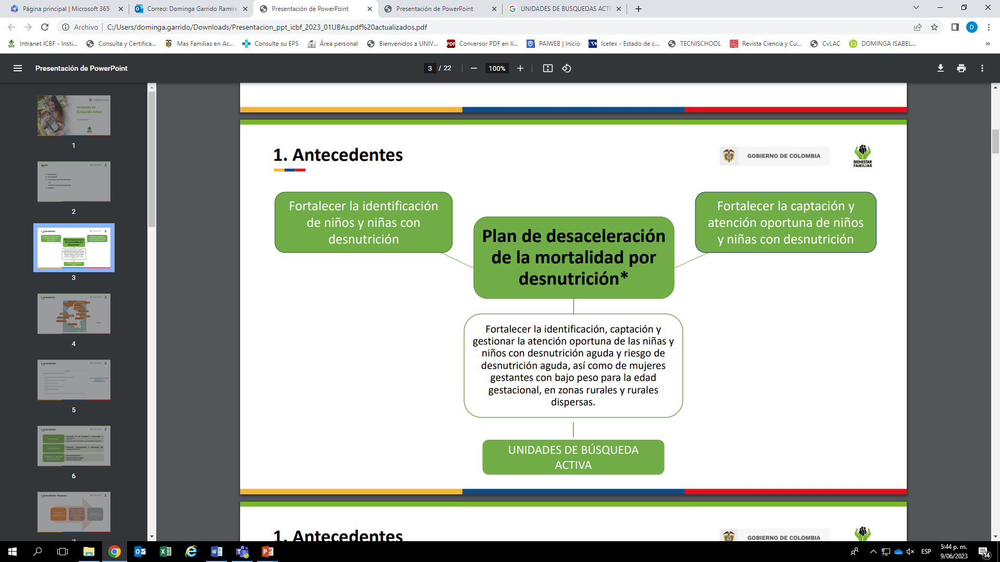 Página principal | Microsoft 365
Correo: Dominga Garrido Ramire
Presentación de PowerPoint
Presentación de PowerPoint
UNIDADES DE BUSQUEDAS ACTI
Archivo
C:/Users/dominga.garrido/Downloads/Presentacion_ppt_icbf_2023_01UBAs.pdf%20actualizados.pdf
D
Intranet ICBF - Insti...
Consulta y Certifica...
Mas Familias en Ac...
Consulte su EPS
Área personal
Bienvenidos a UNIV...
PDF
Conversor PDF en lí...
PAIWEB | Inicio
Icetex - Estado de c...
TECNISCHOOL
Revista Ciencia y Cu...
CvLAC
iD
DOMINGA ISABEL...
»
Presentación de PowerPoint
3 / 22
100%
Unidades de
Búsqueda Activa
1
2
3
4
5
6
1. Antecedentes
GOBIERNO DE COLOMBIA
BIENESTAR
FAMILIAR
Fortalecer la identificación
de niños y niñas con
desnutrición
Plan de desaceleración
de la mortalidad por
desnutrición*
Fortalecer la captación y
atención oportuna de niños
y niñas con desnutrición
Fortalecer la identificación, captación y
gestionar la atención oportuna de las niñas y
niños con desnutrición aguda y riesgo de
desnutrición aguda, así como de mujeres
gestantes con bajo peso para la edad
gestacional, en zonas rurales y rurales
dispersas.
UNIDADES DE BÚSQUEDA
ACTIVA
1. Antecedentes
GOBIERNO DE COLOMBIA
ESP
5:44 p. m.
9/06/2023
14